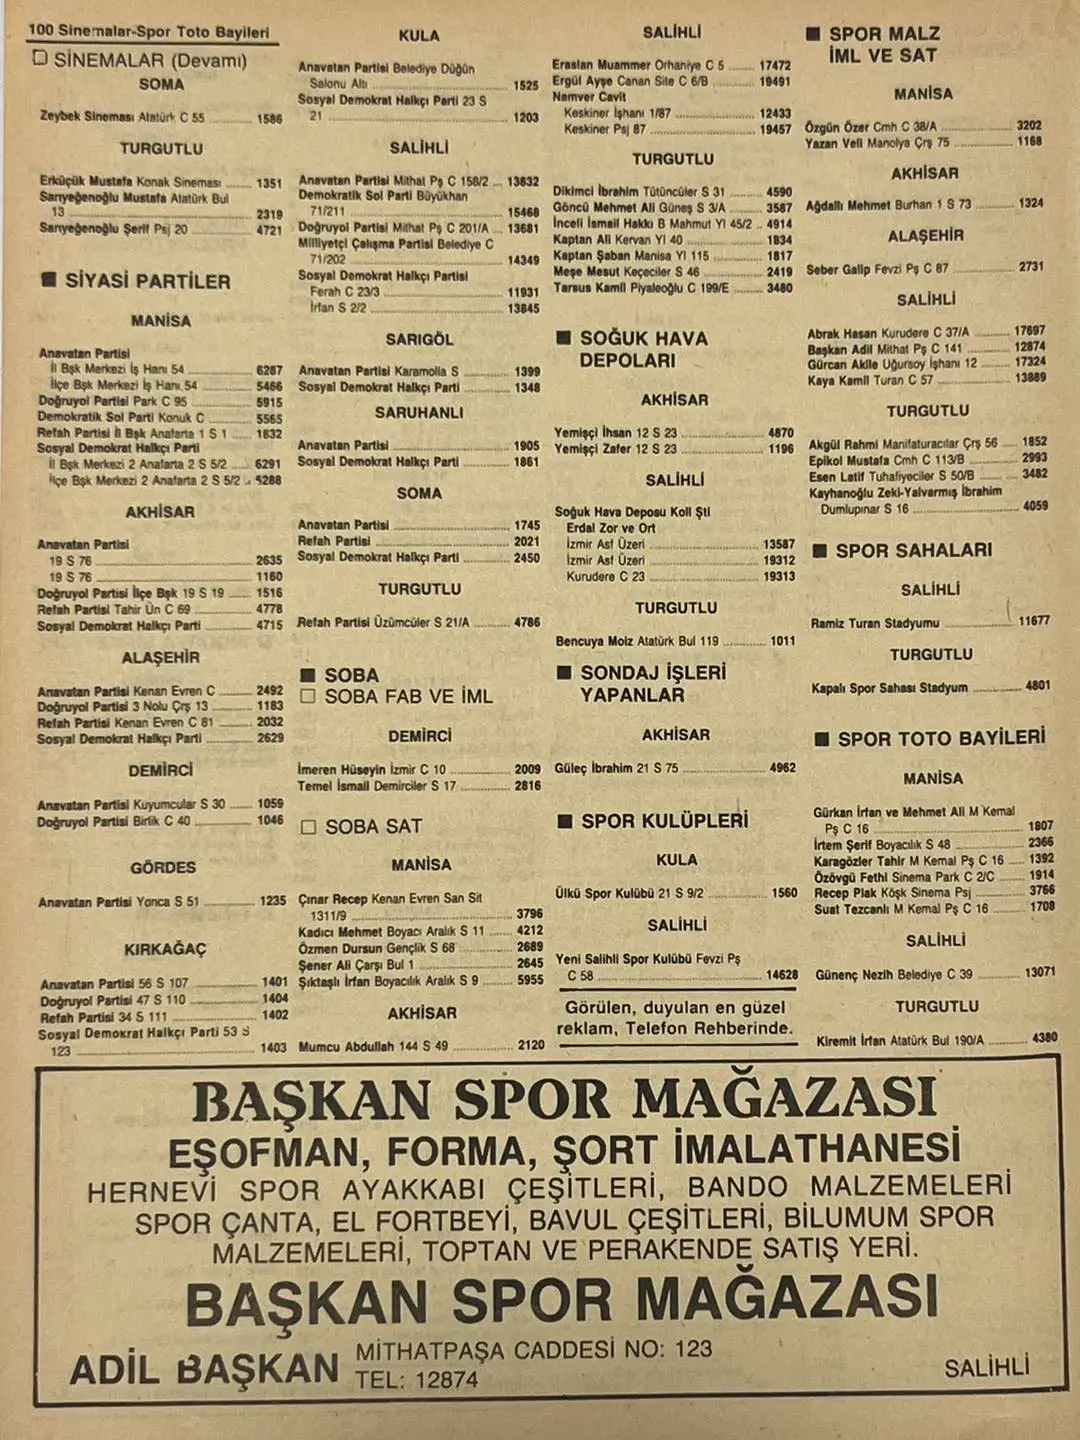 100 Sinemalar-Spor Toto Bayileri
☐ SİNEMALAR (Devamı)
SOMA
Zeybek Sineması Atatürk C 55 ........ 1586
TURGUTLU
Erküçük Mustafa Konak Sineması ........ 1351
Sarıyeğenoğlu Mustafa Atatürk Bul
13 ........ 2319
Sarıyeğenoğlu Şerif Psj 20 ........ 4721
■ SİYASİ PARTİLER
MANİSA
Anavatan Partisi
İl Bşk Merkezi İş Hanı 54 ........ 6287
İlçe Bşk Merkezi İş Hanı 54 ........ 5466
Doğruyol Partisi Park C 95 ........ 5915
Demokratik Sol Parti Konuk C ........ 5565
Refah Partisi İl Bşk Anafarta 1 S 1 ........ 1832
Sosyal Demokrat Halkçı Parti
İl Bşk Merkezi 2 Anafarta 2 S 5/2 ........ 6291
İlçe Bşk Merkezi 2 Anafarta 2 S 5/2 .. 5288
AKHİSAR
Anavatan Partisi
19 S 76 ........ 2635
19 S 76 ........ 1160
Doğruyol Partisi İlçe Bşk 19 S 19 ........ 1516
Refah Partisi Tahir Ün C 69 ........ 4778
Sosyal Demokrat Halkçı Parti ........ 4715
ALAŞEHİR
Anavatan Partisi Kenan Evren C ........ 2492
Doğruyol Partisi 3 Nolu Çrş 13 ........ 1183
Refah Partisi Kenan Evren C 81 ........ 2032
Sosyal Demokrat Halkçı Parti ........ 2629
DEMİRCİ
Anavatan Partisi Kuyumcular S 30 ........ 1059
Doğruyol Partisi Birlik C 40 ........ 1046
GÖRDES
Anavatan Partisi Yonca S 51 ........ 1235
KIRKAĞAÇ
Anavatan Partisi 56 S 107 ........ 1401
Doğruyol Partisi 47 S 110 ........ 1404
Refah Partisi 34 S 111 ........ 1402
Sosyal Demokrat Halkçı Parti 53 S
123 ........ 1403
KULA
Anavatan Partisi Belediye Düğün
Salonu Altı ........ 1525
Sosyal Demokrat Halkçı Parti 23 S
21 ........ 1203
SALİHLİ
Anavatan Partisi Mithat Pş C 158/2 ... 13832
Demokratik Sol Parti Büyükhan
71/211 ........ 15468
Doğruyol Partisi Mithat Pş C 201/A ... 13681
Milliyetçi Çalışma Partisi Belediye C
71/202 ........ 14349
Sosyal Demokrat Halkçı Partisi
Ferah C 23/3 ........ 11931
İrfan S 2/2 ........ 13845
SARIGÖL
Anavatan Partisi Karamolla S ........ 1399
Sosyal Demokrat Halkçı Parti ........ 1348
SARUHANLI
Anavatan Partisi ........ 1905
Sosyal Demokrat Halkçı Parti ........ 1861
SOMA
Anavatan Partisi ........ 1745
Refah Partisi ........ 2021
Sosyal Demokrat Halkçı Parti ........ 2450
TURGUTLU
Refah Partisi Üzümcüler S 21/A ........ 4786
■ SOBA
☐ SOBA FAB VE İML
DEMİRCİ
İmeren Hüseyin İzmir C 10 ........ 2009
Temel İsmail Demirciler S 17 ........ 2816
☐ SOBA SAT
MANİSA
Çınar Recep Kenan Evren San Sit
1311/9 ........ 3796
Kadıcı Mehmet Boyacı Aralık S 11 ...... 4212
Özmen Dursun Gençlik S 68 ........ 2689
Şener Ali Çarşı Bul 1 ........ 2645
Şıktaşlı İrfan Boyacılık Aralık S 9 ........ 5955
AKHİSAR
Mumcu Abdullah 144 S 49 ........ 2120
SALİHLİ
Eraslan Muammer Orhaniye C 5 ...... 17472
Ergül Ayşe Canan Site C 6/B ........ 19491
Namver Cavit
Keskiner İşhanı 1/87 ........ 12433
Keskiner Psj 87 ........ 19457
TURGUTLU
Dikimci İbrahim Tütüncüler S 31 ........ 4590
Göncü Mehmet Ali Güneş S 3/A ........ 3587
İnceli İsmail Hakkı B Mahmut Yl 45/2 .. 4914
Kaptan Ali Kervan Yl 40 ........ 1834
Kaptan Şaban Manisa Yl 115 ........ 1817
Meşe Mesut Keçeciler S 46 ........ 2419
Tarsus Kamil Piyaleoğlu C 199/E ........ 3480
■ SOĞUK HAVA
DEPOLARI
AKHİSAR
Yemişçi İhsan 12 S 23 ........ 4870
Yemişçi Zafer 12 S 23 ........ 1196
SALİHLİ
Soğuk Hava Deposu Koll Şti
Erdal Zor ve Ort
İzmir Asf Üzeri ........ 13587
İzmir Asf Üzeri ........ 19312
Kurudere C 23 ........ 19313
TURGUTLU
Bencuya Moiz Atatürk Bul 119 ........ 1011
■ SONDAJ İŞLERİ
YAPANLAR
AKHİSAR
Güleç İbrahim 21 S 75 ........ 4962
■ SPOR KULÜPLERİ
KULA
Ülkü Spor Kulübü 21 S 9/2 ........ 1560
SALİHLİ
Yeni Salihli Spor Kulübü Fevzi Pş
C 58 ........ 14628
Görülen, duyulan en güzel
reklam, Telefon Rehberinde.
■ SPOR MALZ
İML VE SAT
MANİSA
Özgün Özer Cmh C 38/A ........ 3202
Yazan Veli Manolya Çrş 75 ........ 1168
AKHİSAR
Ağdallı Mehmet Burhan 1 S 73 ........ 1324
ALAŞEHİR
Seber Galip Fevzi Pş C 87 ........ 2731
SALİHLİ
Abrak Hasan Kurudere C 37/A ........ 17697
Başkan Adil Mithat Pş C 141 ........ 12874
Gürcan Akile Uğursoy İşhanı 12 ...... 17324
Kaya Kamil Turan C 57 ........ 13889
TURGUTLU
Akgül Rahmi Manifaturacılar Çrş 56 .... 1852
Epikol Mustafa Cmh C 113/B ........ 2993
Esen Latif Tuhafiyeciler S 50/B ........ 3482
Kayhanoğlu Zeki-Yalvarmış İbrahim
Dumlupınar S 16 ........ 4059
■ SPOR SAHALARI
SALİHLİ
Ramiz Turan Stadyumu ........ 11677
TURGUTLU
Kapalı Spor Sahası Stadyum ........ 4801
■ SPOR TOTO BAYİLERİ
MANİSA
Gürkan İrfan ve Mehmet Ali M Kemal
Pş C 16 ........ 1807
İrtem Şerif Boyacılık S 48 ........ 2366
Karagözler Tahir M Kemal Pş C 16 .... 1392
Özövgü Fethi Sinema Park C 2/C ...... 1914
Recep Plak Köşk Sinema Psj ........ 3766
Suat Tezcanlı M Kemal Pş C 16 ........ 1708
SALİHLİ
Günenç Nezih Belediye C 39 ........ 13071
TURGUTLU
Kiremit İrfan Atatürk Bul 190/A ........ 4380
BAŞKAN SPOR MAĞAZASI
EŞOFMAN, FORMA, ŞORT İMALATHANESİ
HERNEVİ SPOR AYAKKABI ÇEŞİTLERİ, BANDO MALZEMELERİ
SPOR ÇANTA, EL FORTBEYİ, BAVUL ÇEŞİTLERİ, BİLUMUM SPOR
MALZEMELERİ, TOPTAN VE PERAKENDE SATIŞ YERİ.
BAŞKAN SPOR MAĞAZASI
ADİL BAŞKAN
MİTHATPAŞA CADDESİ NO: 123
TEL: 12874
SALİHLİ